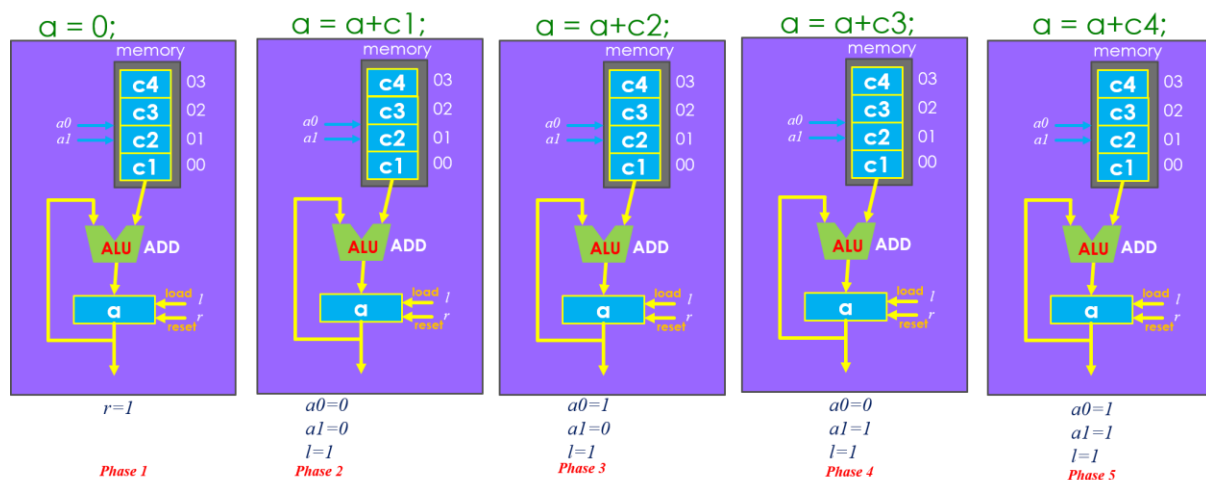 a = 0;
memory
c4 03
c3 02
a0
c2 01
a1
c1 00
ALU ADD
load l
a
r
reset
r=1
Phase 1
a = a+c1;
memory
c4 03
c3 02
a0
c2 01
a1
c1 00
ALU ADD
load l
a
r
reset
a0=0
a1=0
l=1
Phase 2
a = a+c2;
memory
c4 03
c3 02
a0
c2 01
a1
c1 00
ALU ADD
load l
a
r
reset
a0=1
a1=0
l=1
Phase 3
a = a+c3;
memory
c4 03
c3 02
a0
c2 01
a1
c1 00
ALU ADD
load l
a
r
reset
a0=0
a1=1
l=1
Phase 4
a = a+c4;
memory
c4 03
c3 02
a0
c2 01
a1
c1 00
ALU ADD
load l
a
r
reset
a0=1
a1=1
l=1
Phase 5